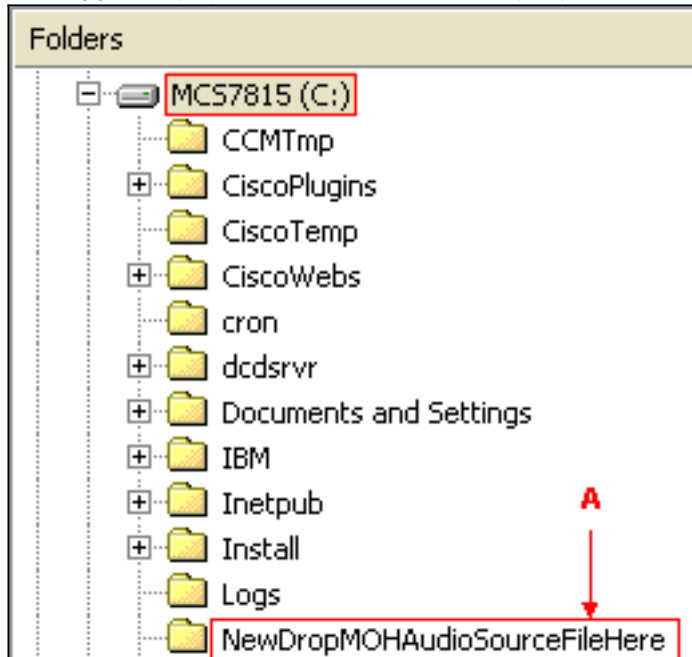 Folders
MCS7815 (C:)
CCMTmp
CiscoPlugins
CiscoTemp
CiscoWebs
cron
dcdsrvr
Documents and Settings
IBM
Inetpub
A
Install
Logs
NewDropMOHAudioSourceFileHere